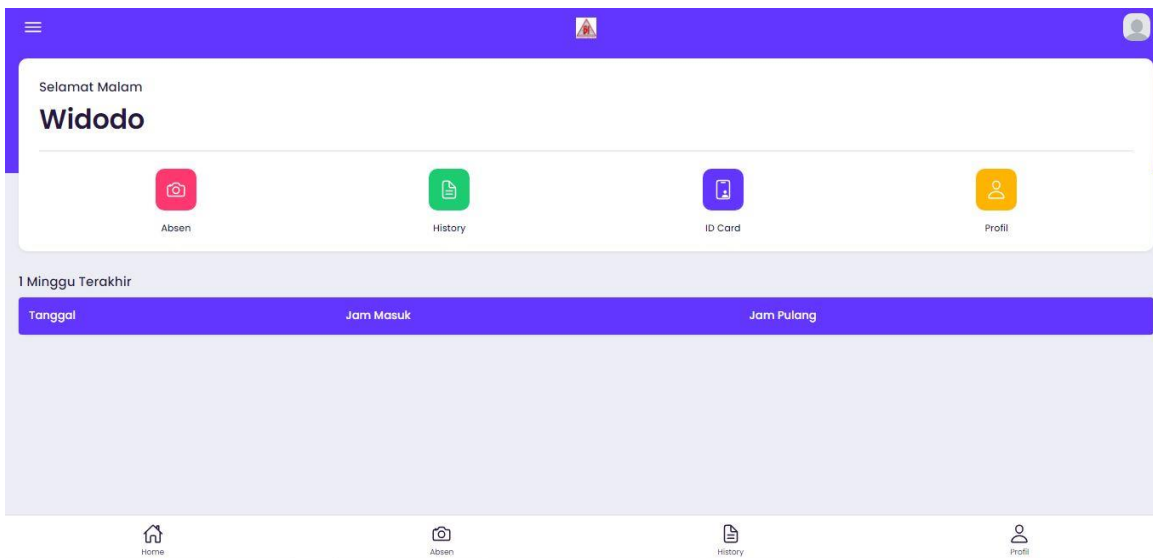 PI
Selamat Malam
Widodo
Absen History ID Card Profil
1 Minggu Terakhir
Tanggal Jam Masuk Jam Pulang
Home Absen History Profil